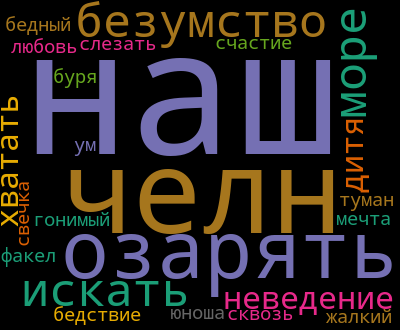 бедный безумство
любовь слезать счастие
наш
море
буря
ум
хватать
челн
дитя
свечка
туман
гонимый
мечта
факел
озарять
искать
неведение
бедствие
юноша
сквозь
жалкий